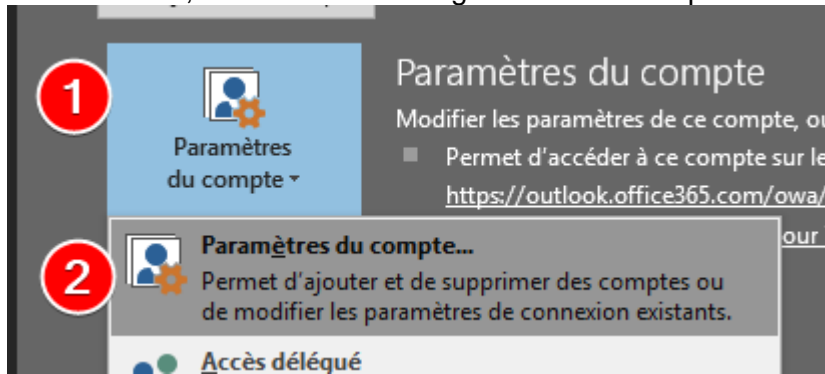 Paramètres du compte
Modifier les paramètres de ce compte, ou
1
Paramètres
du compte
Permet d'accéder à ce compte sur le
https://outlook.office365.com/owa/
our
2
Paramètres du compte...
Permet d'ajouter et de supprimer des comptes ou
de modifier les paramètres de connexion existants.
Accès délégué